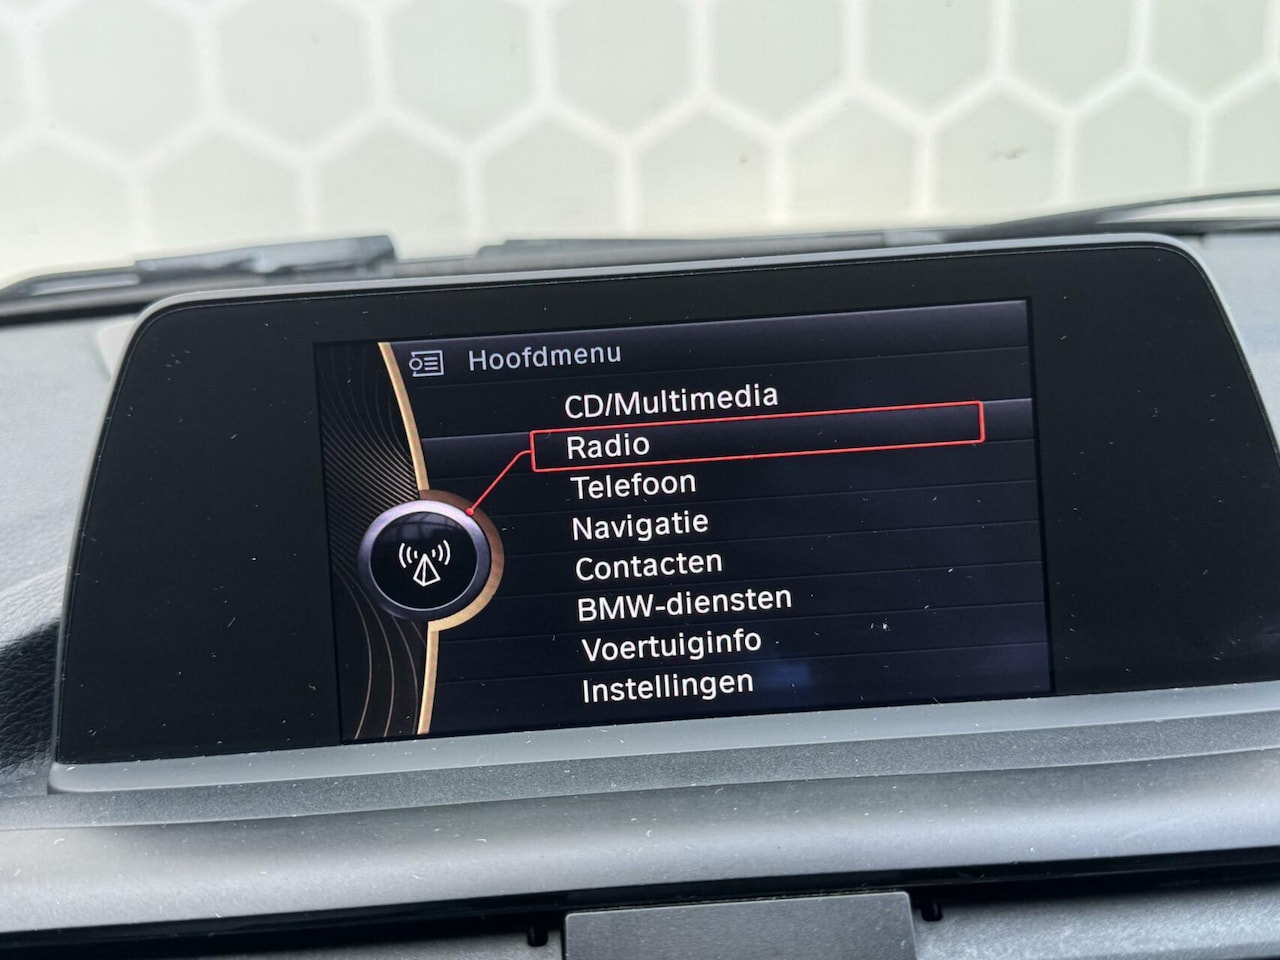 Hoofdmenu
CD/Multimedia
Radio
Telefoon
Navigatie
Contacten
BMW-diensten
Voertuiginfo
Instellingen